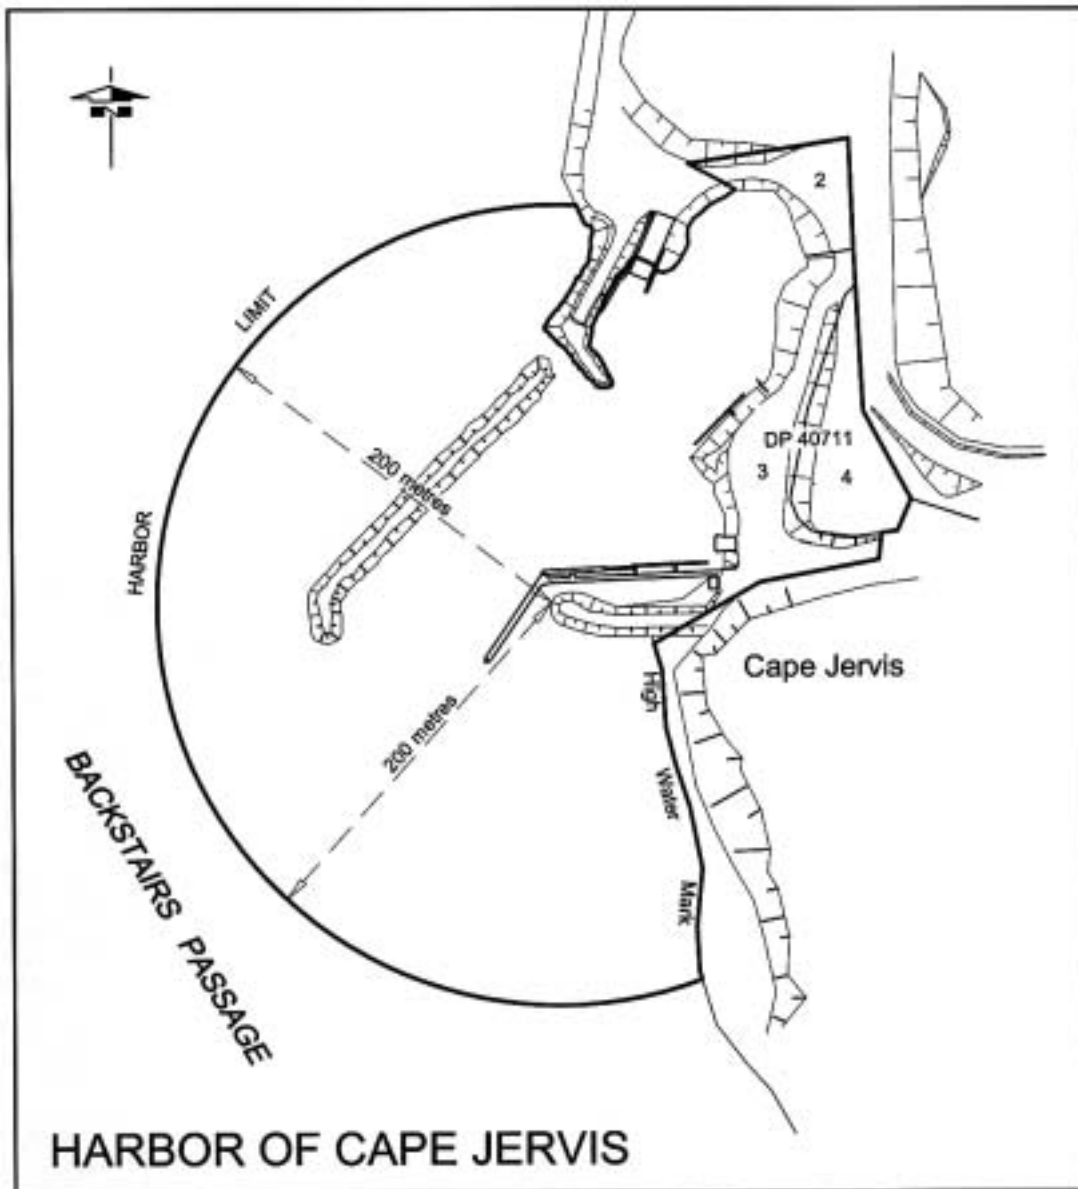 N
2
LIMIT
DP 40711
200 metres
3
4
HARBOR
Cape Jervis
High
200 metres
Water
BACKSTAIRS PASSAGE
Mark
HARBOR OF CAPE JERVIS